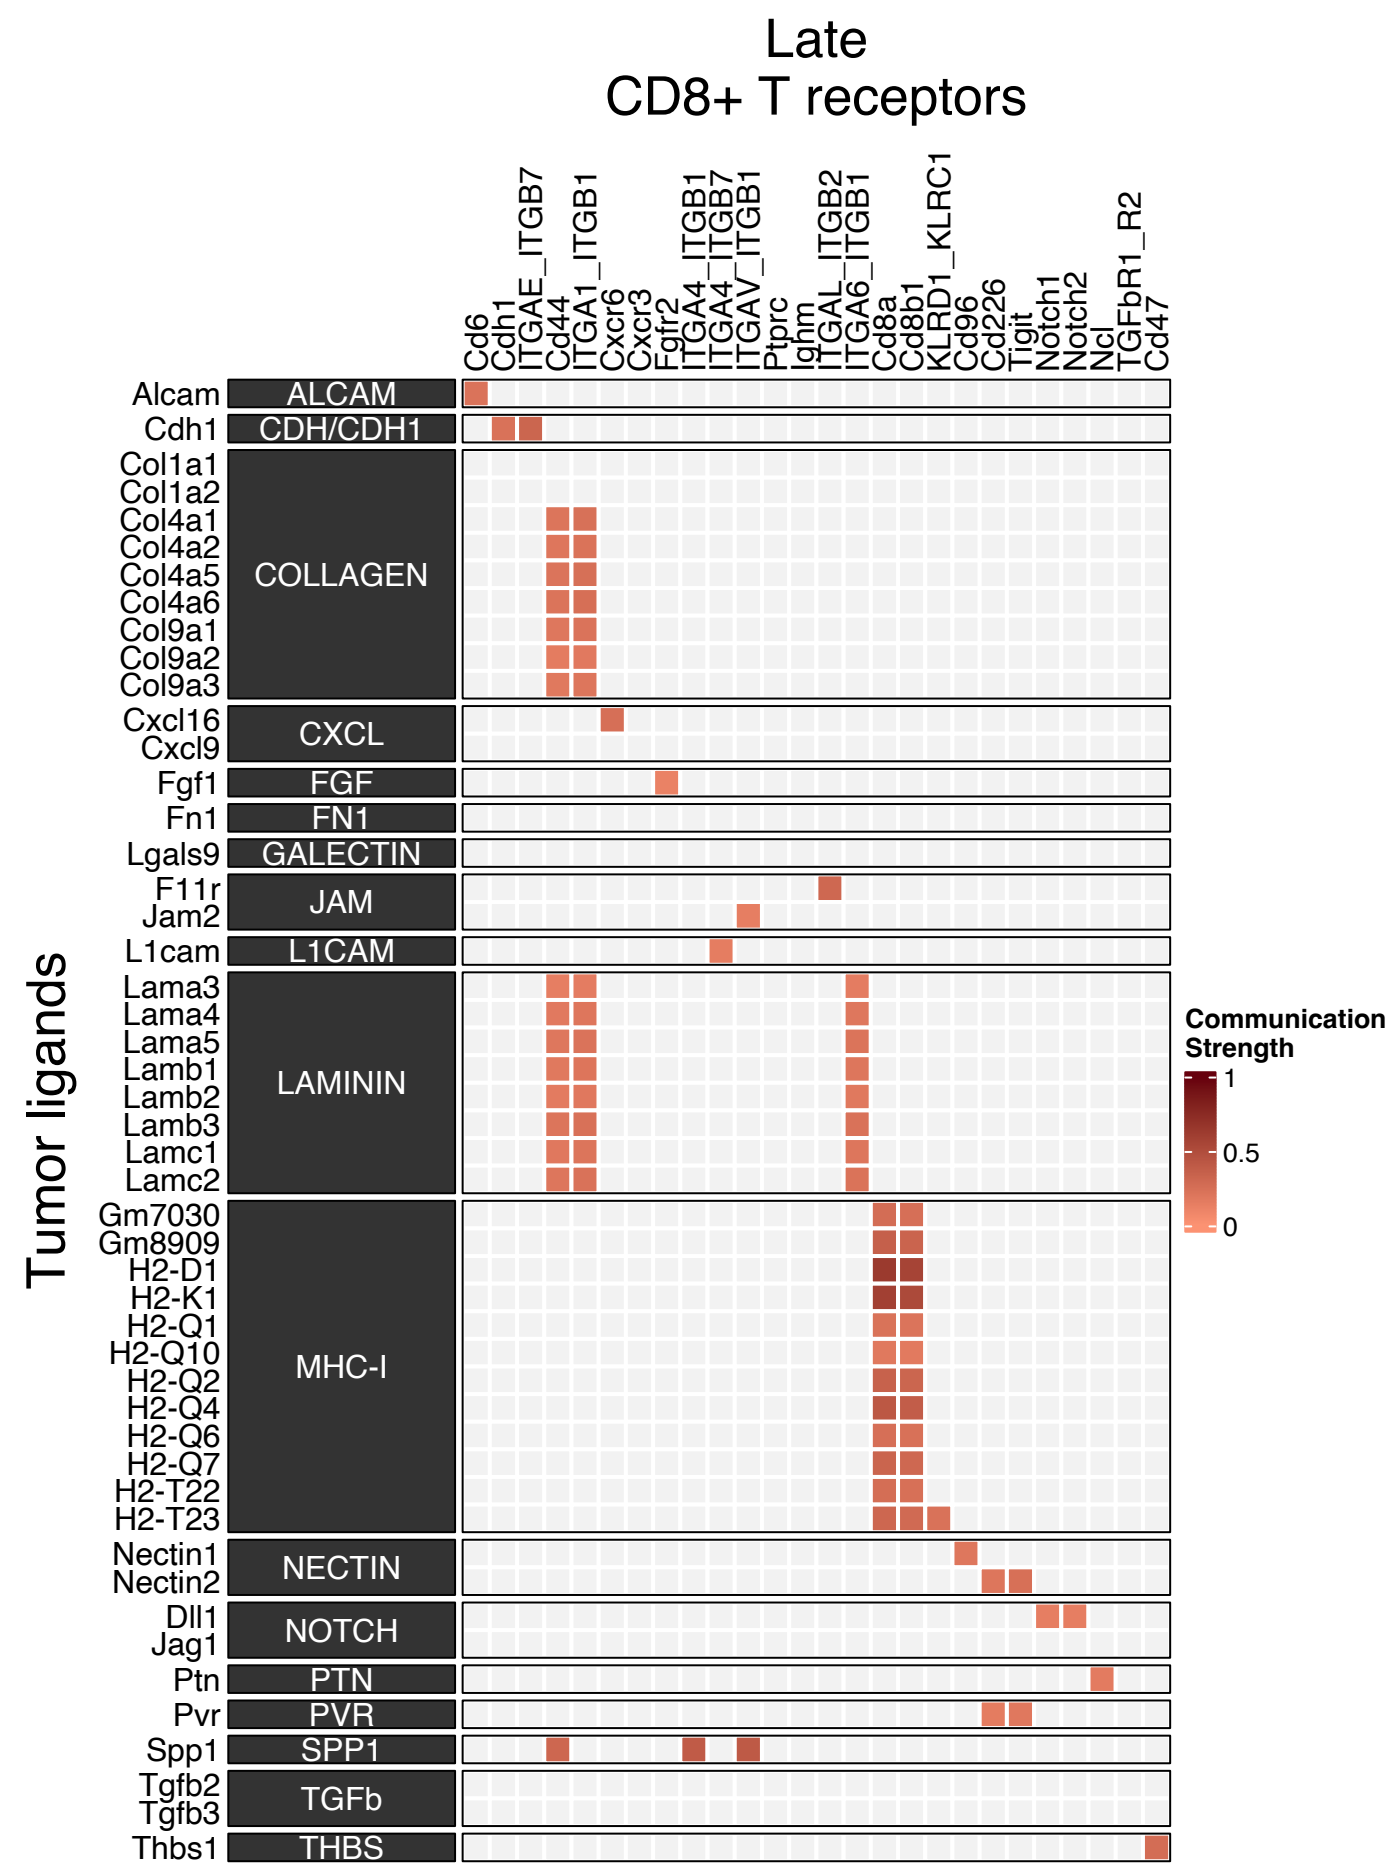 Late
CD8+ T receptors
Cd6
Cdh1
ITGAE_ITGB7
Cd44
ITGA1_ITGB1
Cxcr6
Cxcr3
Fgfr2
ITGA4_ITGB1
ITGA4_ITGB7
ITGAV_ITGB1
Ptprc
Ighm
ITGAL_ITGB2
ITGA6_ITGB1
Cd8a
Cd8b1
KLRD1_KLRC1
Cd96
Cd226
Tigit
Notch1
Notch2
Ncl
TGFbR1_R2
Cd47
Tumor ligands
Alcam ALCAM
Cdh1 CDH/CDH1
Col1a1
Col1a2
Col4a1
Col4a2
Col4a5 COLLAGEN
Col4a6
Col9a1
Col9a2
Col9a3
Cxcl16 CXCL
Cxcl9
Fgf1 FGF
Fn1 FN1
Lgals9 GALECTIN
F11r JAM
Jam2
L1cam L1CAM
Lama3
Lama4
Lama5
Lamb1 LAMININ
Lamb2
Lamb3
Lamc1
Lamc2
Gm7030
Gm8909
H2-D1
H2-K1
H2-Q1
H2-Q10 MHC-I
H2-Q2
H2-Q4
H2-Q6
H2-Q7
H2-T22
H2-T23
Nectin1 NECTIN
Nectin2
Dll1 NOTCH
Jag1
Ptn PTN
Pvr PVR
Spp1 SPP1
Tgfb2 TGFb
Tgfb3
Thbs1 THBS
Communication
Strength
1
0.5
0